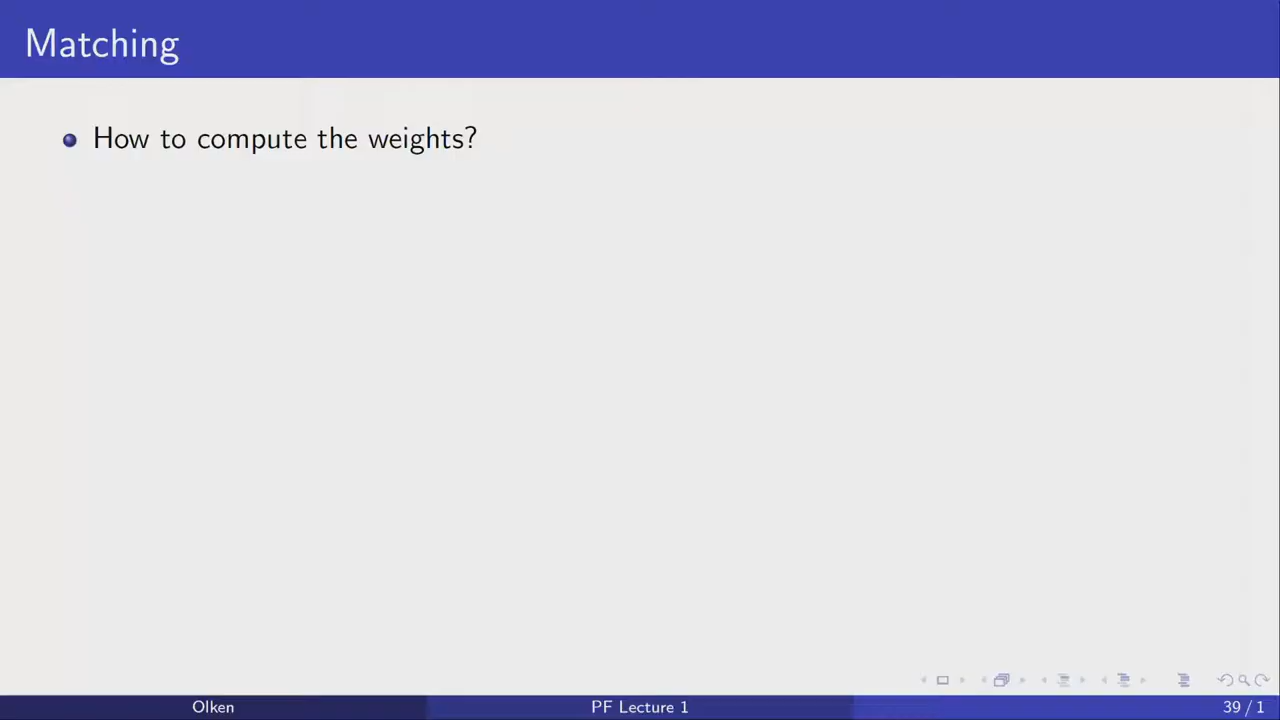 Matching
How to compute the weights?
Olken
PF Lecture 1
39 / 1